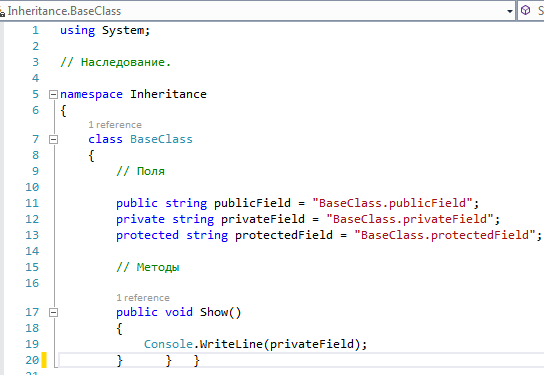 Inheritance.BaseClass S
1 using System;
2
3 // Наследование.
4
5 namespace Inheritance
6 {
1 reference
7 class BaseClass
8 {
9 // Поля
10
11 public string publicField = "BaseClass.publicField";
12 private string privateField = "BaseClass.privateField";
13 protected string protectedField = "BaseClass.protectedField";
14
15 // Методы
16
1 reference
17 public void Show()
18 {
19 Console.WriteLine(privateField);
20 } } }
21